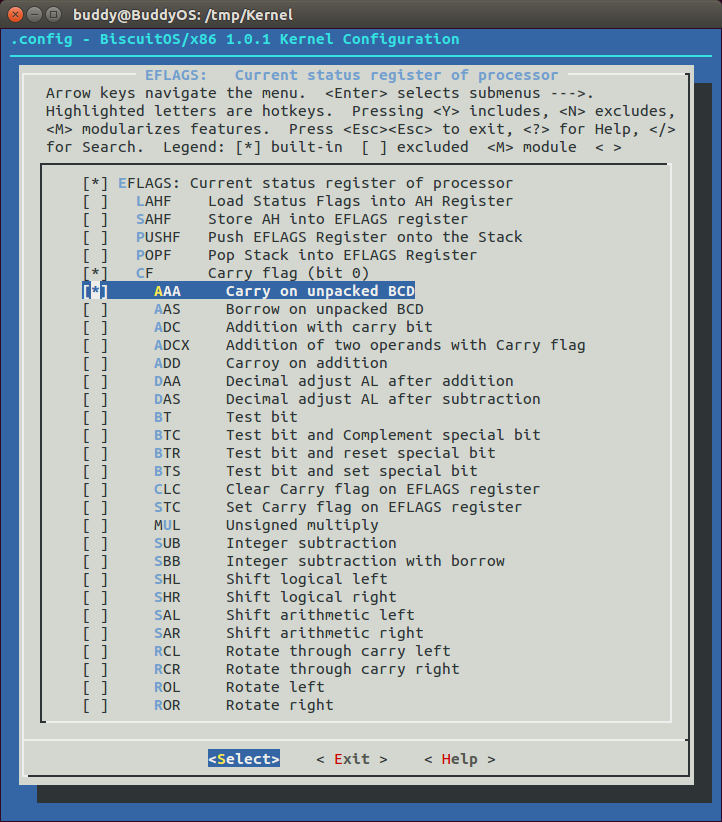 buddy@BuddyOS: /tmp/Kernel
.config - BiscuitOS/x86 1.0.1 Kernel Configuration
EFLAGS:   Current status register of processor
Arrow keys navigate the menu.  <Enter> selects submenus --->.
Highlighted letters are hotkeys.  Pressing <Y> includes, <N> excludes,
<M> modularizes features.  Press <Esc><Esc> to exit, <?> for Help, </>
for Search.  Legend: [*] built-in  [ ] excluded  <M> module  < >
[*] EFLAGS: Current status register of processor
[ ]   LAHF    Load Status Flags into AH Register
[ ]   SAHF    Store AH into EFLAGS register
[ ]   PUSHF   Push EFLAGS Register onto the Stack
[ ]   POPF    Pop Stack into EFLAGS Register
[*]   CF      Carry flag (bit 0)
[*]     AAA     Carry on unpacked BCD
[ ]     AAS     Borrow on unpacked BCD
[ ]     ADC     Addition with carry bit
[ ]     ADCX    Addition of two operands with Carry flag
[ ]     ADD     Carroy on addition
[ ]     DAA     Decimal adjust AL after addition
[ ]     DAS     Decimal adjust AL after subtraction
[ ]     BT      Test bit
[ ]     BTC     Test bit and Complement special bit
[ ]     BTR     Test bit and reset special bit
[ ]     BTS     Test bit and set special bit
[ ]     CLC     Clear Carry flag on EFLAGS register
[ ]     STC     Set Carry flag on EFLAGS register
[ ]     MUL     Unsigned multiply
[ ]     SUB     Integer subtraction
[ ]     SBB     Integer subtraction with borrow
[ ]     SHL     Shift logical left
[ ]     SHR     Shift logical right
[ ]     SAL     Shift arithmetic left
[ ]     SAR     Shift arithmetic right
[ ]     RCL     Rotate through carry left
[ ]     RCR     Rotate through carry right
[ ]     ROL     Rotate left
[ ]     ROR     Rotate right
<Select>    < Exit >    < Help >